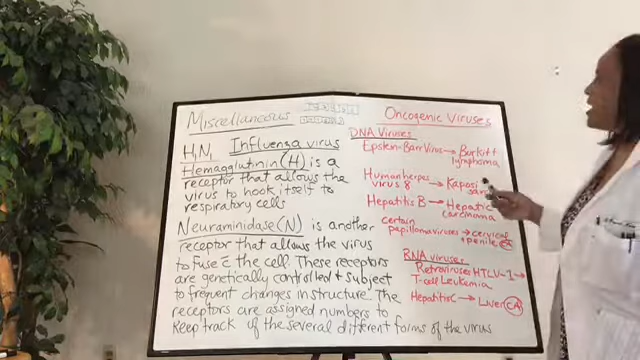 Miscellaneous
H1N1 Influenza virus
Hemagglutinin (H) is a
receptor that allows the
virus to hook itself to
respiratory cells
Neuraminidase (N) is another
receptor that allows the virus
to fuse c̄ the cell. These receptors
are genetically controlled + subject
to frequent changes in structure. The
receptors are assigned numbers to
keep track of the several different forms of the virus
Oncogenic Viruses
DNA Viruses
Epstein-Barr Virus → Burkitt
lymphoma
Human herpes
virus 8 → Kaposi
Hepatitis B → Hepatic
carcinoma
certain
papillomaviruses → cervical
+ penile CA
RNA viruses
Retroviruses HTLV-1 →
T-cell Leukemia
Hepatitis C → Liver CA